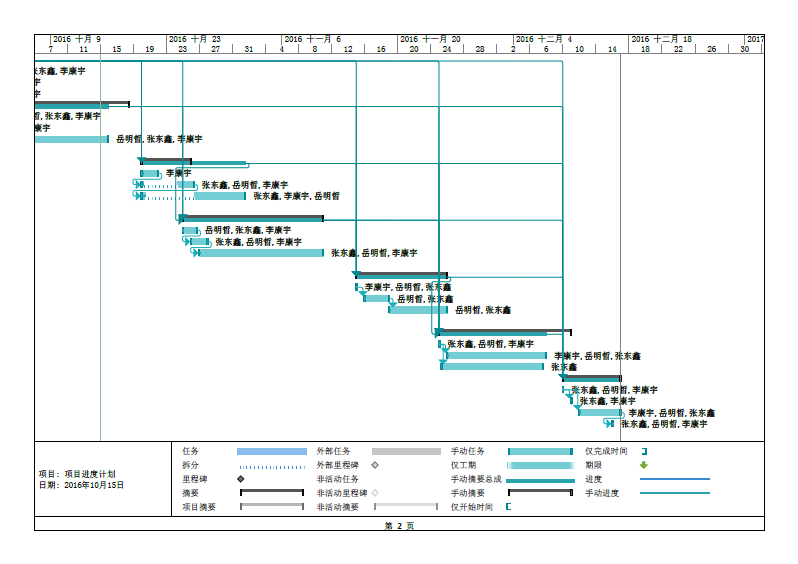 2016 十月 9 2016 十月 23 2016 十一月 6 2016 十一月 20 2016 十二月 4 2016 十二月 18 2017
7 11 15 19 23 27 31 4 8 12 16 20 24 28 2 6 10 14 18 22 26 30
张东鑫, 李康宇
宇
宇
哲, 张东鑫, 李康宇
康宇
岳明哲, 张东鑫, 李康宇
李康宇
张东鑫, 岳明哲, 李康宇
张东鑫, 李康宇, 岳明哲
岳明哲, 张东鑫, 李康宇
张东鑫, 岳明哲, 李康宇
张东鑫, 岳明哲, 李康宇
李康宇, 岳明哲, 张东鑫
岳明哲, 张东鑫
岳明哲, 张东鑫
张东鑫, 岳明哲, 李康宇
李康宇, 岳明哲, 张东鑫
张东鑫
张东鑫, 岳明哲, 李康宇
张东鑫, 李康宇
李康宇, 岳明哲, 张东鑫
张东鑫, 岳明哲, 李康宇
项目: 项目进度计划
日期: 2016年10月15日
任务 外部任务 手动任务 仅完成时间
拆分 外部里程碑 仅工期 期限
里程碑 非活动任务 手动摘要总成 进度
摘要 非活动里程碑 手动摘要 手动进度
项目摘要 非活动摘要 仅开始时间
第 2 页